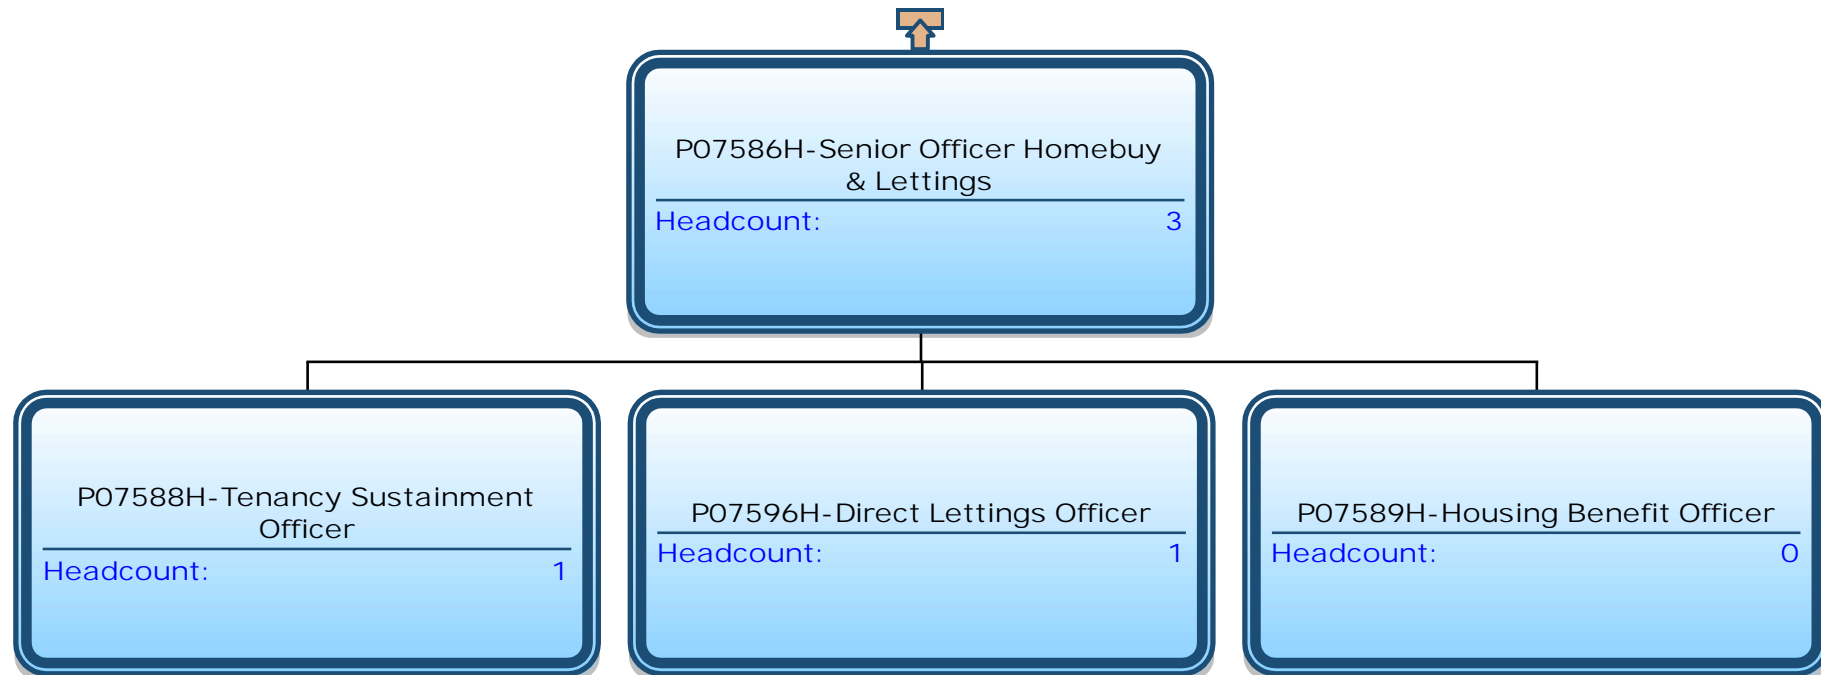 P07586H-Senior Officer Homebuy
& Lettings
Headcount: 3
P07588H-Tenancy Sustainment
Officer
Headcount: 1
P07596H-Direct Lettings Officer
Headcount: 1
P07589H-Housing Benefit Officer
Headcount: 0